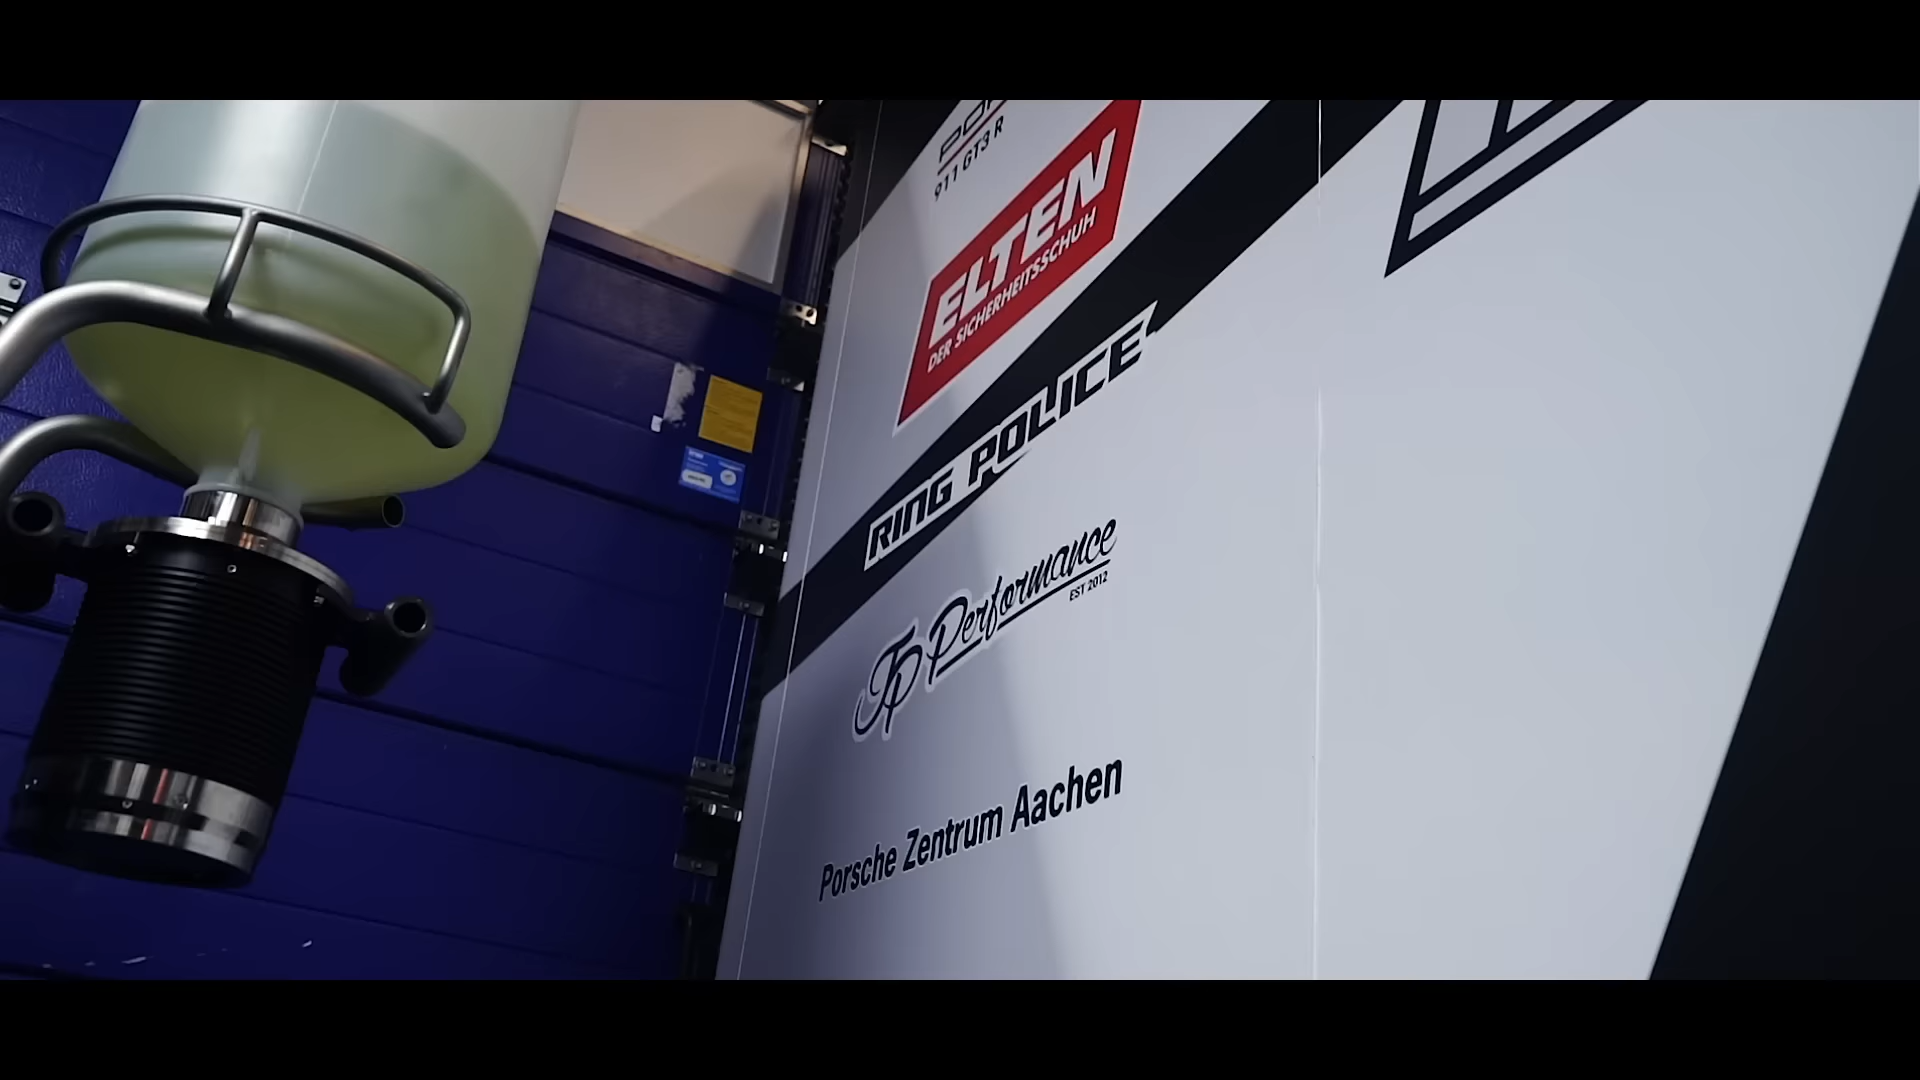 911 GT3 R
ELTEN
DER SICHERHEITSSCHUH
RING POLICE
JP Performance
EST 2012
Porsche Zentrum Aachen